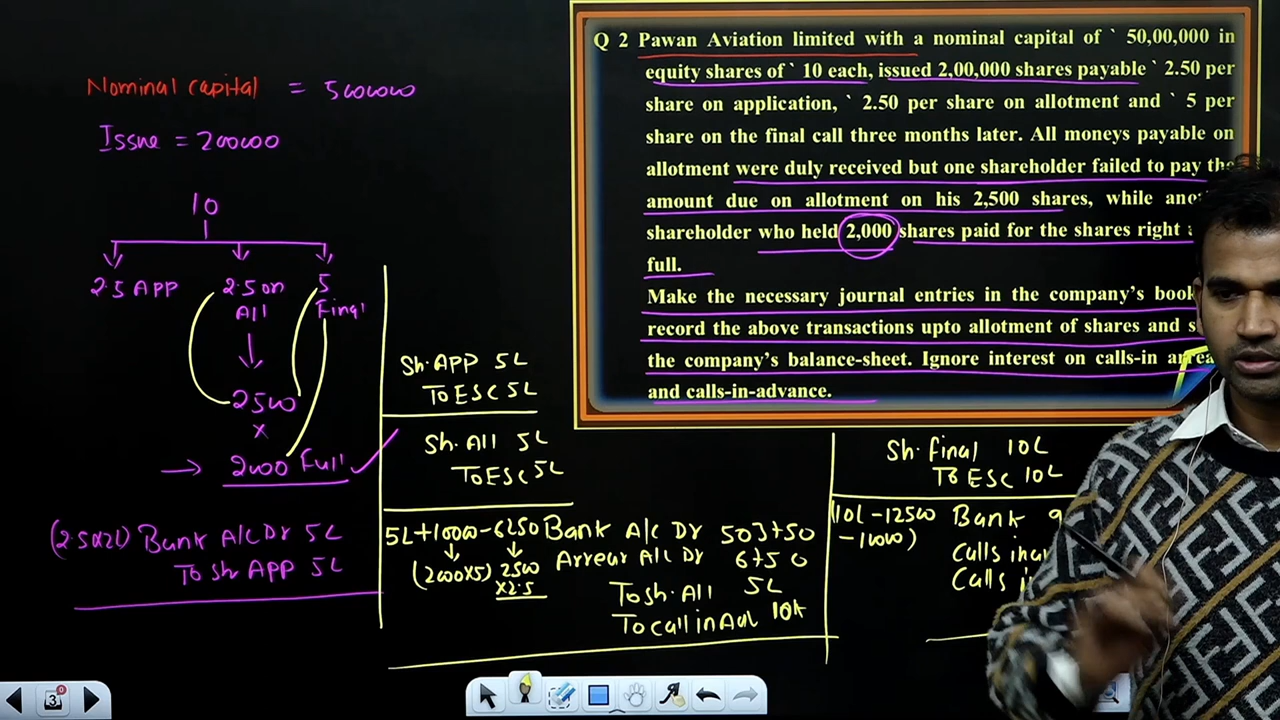 Q 2 Pawan Aviation limited with a nominal capital of ` 50,00,000 in
equity shares of ` 10 each, issued 2,00,000 shares payable ` 2.50 per
share on application, ` 2.50 per share on allotment and ` 5 per
share on the final call three months later. All moneys payable on
allotment were duly received but one shareholder failed to pay the
amount due on allotment on his 2,500 shares, while
shareholder who held 2,000 shares paid for the shares right
full.
Make the necessary journal entries in the company's
record the above transactions upto allotment of shares and
the company's balance-sheet. Ignore interest on calls-in
and calls-in-advance.
Nominal capital = 5000000
Issue = 200000
10
2.5 APP
2.5 on
All
5
Final
2500
x
→ 2000 Full ✓
(2.5x2L) Bank A/c Dr 5L
To Sh APP 5L
Sh. APP 5L
To ESC 5L
Sh. All 5L
To ESC 5L
5L+10000-6250 Bank A/c Dr 503750
(2000x5) 2500 Arrear A/c Dr 6750
x2.5
To Sh. All 5L
To call in Adv 10k
Sh. final 10L
To ESC 10L
(10L-12500 Bank 9
-10000)
Calls in
Calls i
3